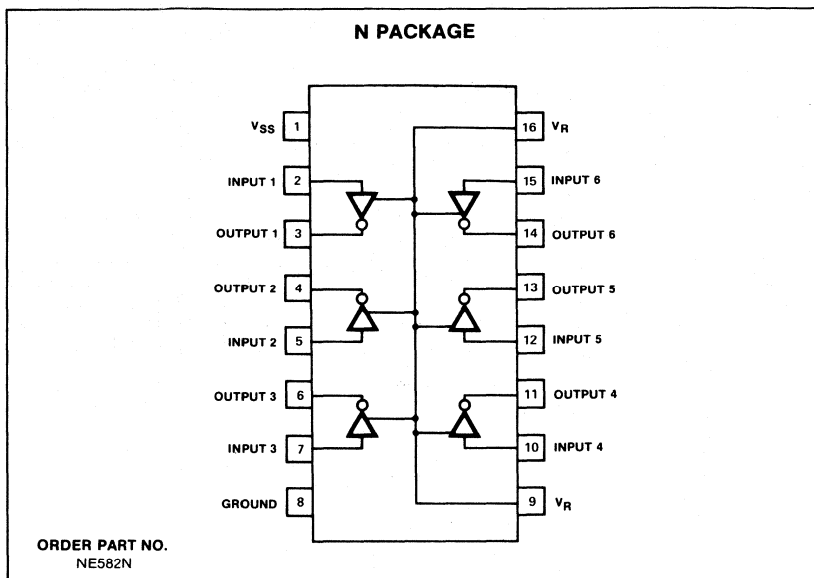 N PACKAGE
VSS 1 16 VR
INPUT 1 2 15 INPUT 6
OUTPUT 1 3 14 OUTPUT 6
OUTPUT 2 4 13 OUTPUT 5
INPUT 2 5 12 INPUT 5
OUTPUT 3 6 11 OUTPUT 4
INPUT 3 7 10 INPUT 4
GROUND 8 9 VR
ORDER PART NO.
NE582N